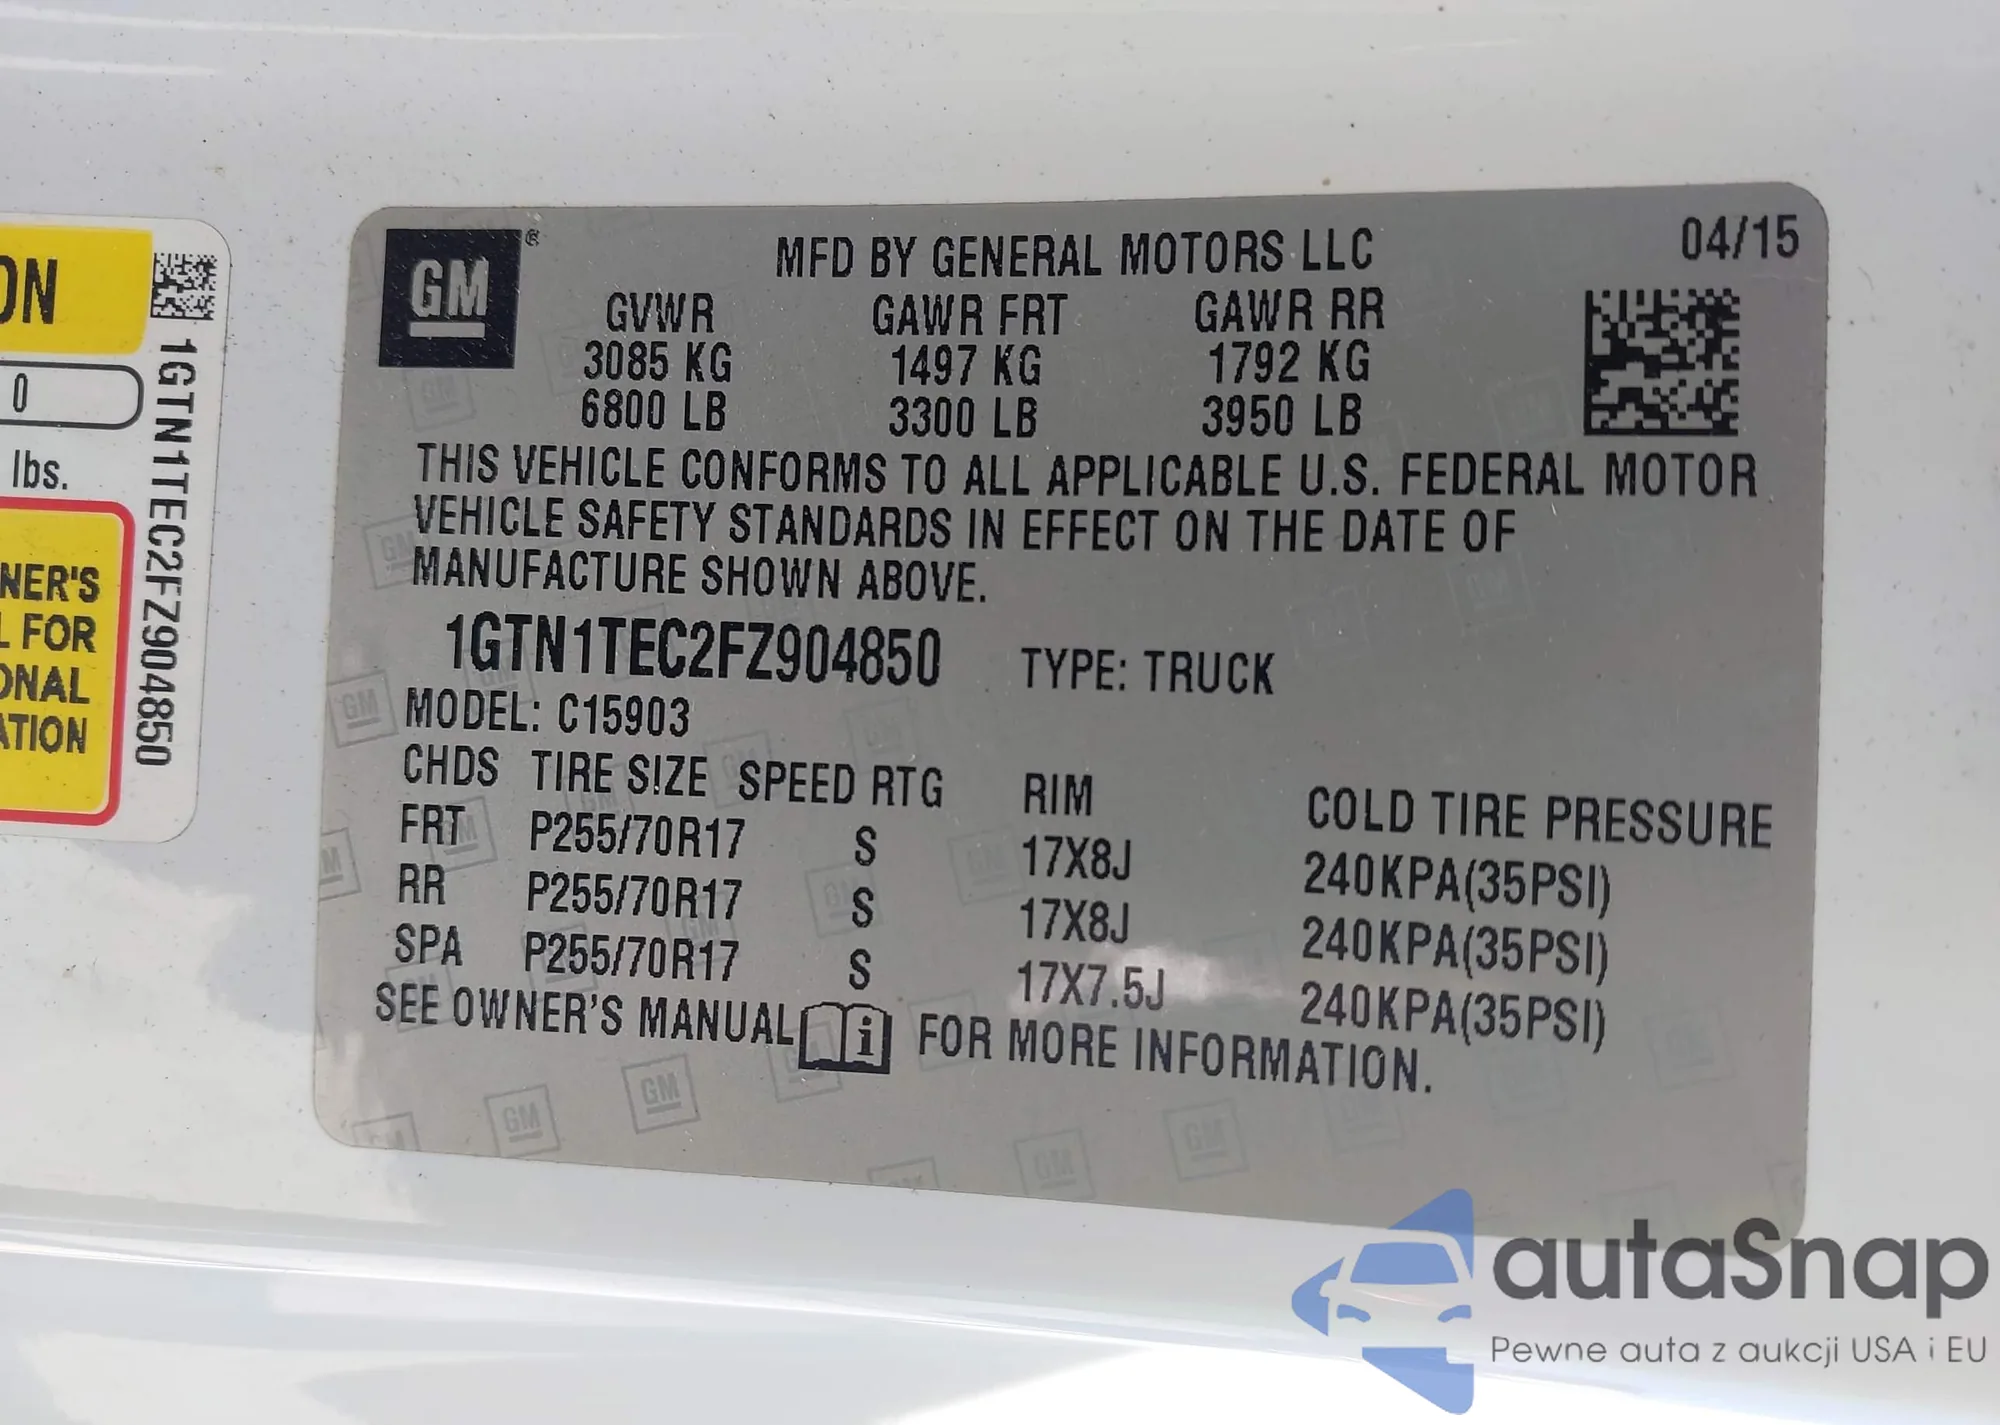 ON
0
lbs.
NER'S
L FOR
ONAL
ATION
1GTN1TEC2FZ904850
GM ®
MFD BY GENERAL MOTORS LLC 04/15
GVWR GAWR FRT GAWR RR
3085 KG 1497 KG 1792 KG
6800 LB 3300 LB 3950 LB
THIS VEHICLE CONFORMS TO ALL APPLICABLE U.S. FEDERAL MOTOR
VEHICLE SAFETY STANDARDS IN EFFECT ON THE DATE OF
MANUFACTURE SHOWN ABOVE.
1GTN1TEC2FZ904850 TYPE: TRUCK
MODEL: C15903
CHDS TIRE SIZE SPEED RTG RIM COLD TIRE PRESSURE
FRT P255/70R17 S 17X8J 240KPA(35PSI)
RR P255/70R17 S 17X8J 240KPA(35PSI)
SPA P255/70R17 S 17X7.5J 240KPA(35PSI)
SEE OWNER'S MANUAL i FOR MORE INFORMATION.
autaSnap
Pewne auta z aukcji USA i EU